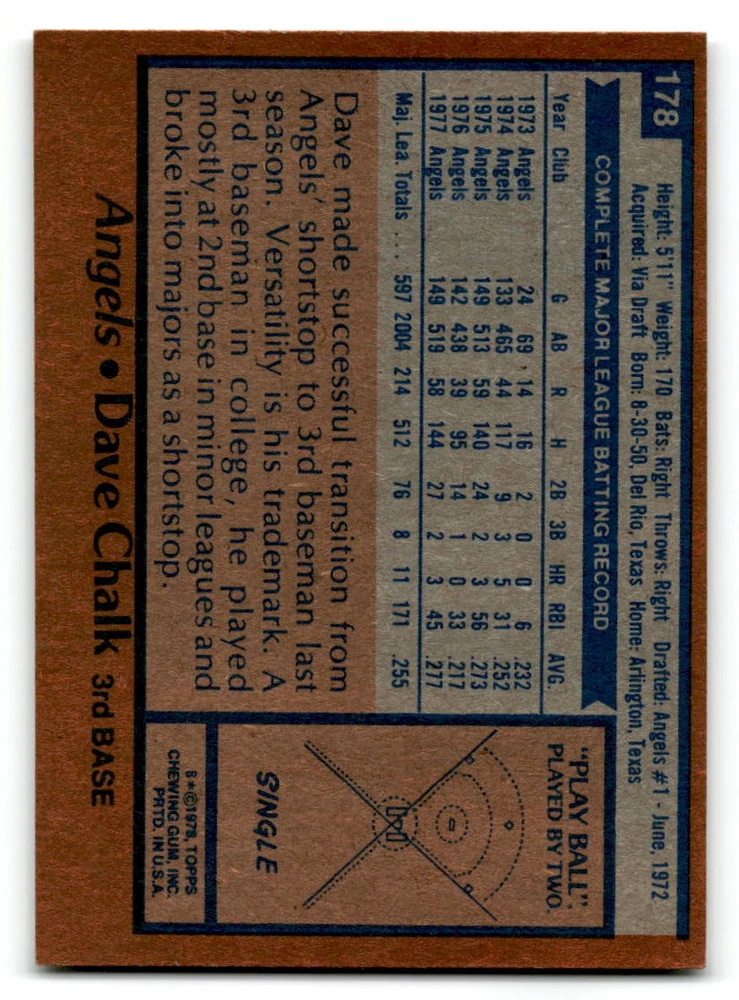 178
Height: 5'11" Weight: 170 Bats: Right Throws: Right Drafted: Angels #1 - June, 1972
Acquired: Via Draft Born: 8-30-50, Del Rio, Texas Home: Arlington, Texas
COMPLETE MAJOR LEAGUE BATTING RECORD
Year Club G AB R H 2B 3B HR RBI AVG.
1973 Angels 24 69 14 16 2 0 0 6 .232
1974 Angels 133 465 44 117 9 3 5 31 .252
1975 Angels 149 513 59 140 24 2 3 56 .273
1976 Angels 142 438 39 95 14 1 0 33 .217
1977 Angels 149 519 58 144 27 2 3 45 .277
Maj. Lea. Totals ... 597 2004 214 512 76 8 11 171 .255
Dave made successful transition from
Angels' shortstop to 3rd baseman last
season. Versatility is his trademark. A
3rd baseman in college, he played
mostly at 2nd base in minor leagues and
broke into majors as a shortstop.
"PLAY BALL"
PLAYED BY TWO.
SINGLE
B*©1978, TOPPS
CHEWING GUM, INC.
PRTD. IN U.S.A.
Angels • Dave Chalk 3rd BASE